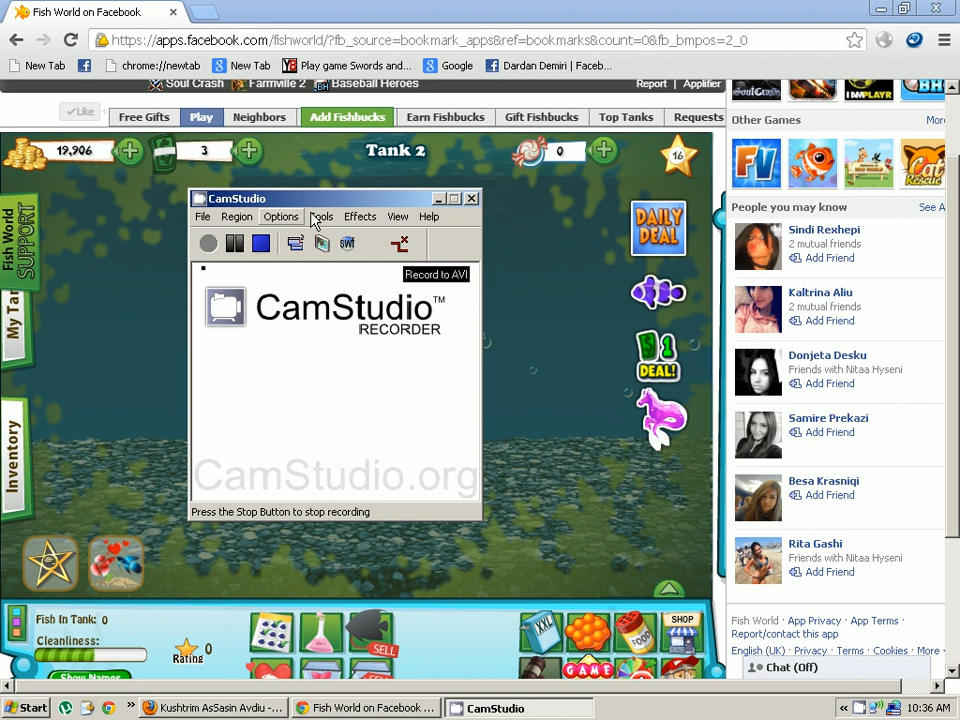 Fish World on Facebook
https://apps.facebook.com/fishworld/?fb_source=bookmark_apps&ref=bookmarks&count=0&fb_bmpos=2_0
New Tab
chrome://newtab
New Tab
Play game Swords and...
Google
Dardan Demiri | Faceb...
Soul Crash
Farmville 2
Baseball Heroes
Report
Applifier
Like
Free Gifts
Play
Neighbors
Add Fishbucks
Earn Fishbucks
Gift Fishbucks
Top Tanks
Requests
19,906
3
Tank 2
0
16
Fish World
SUPPORT
My Tan
Inventory
CamStudio
File
Region
Options
Tools
Effects
View
Help
SWF
Record to AVI
CamStudio™
RECORDER
CamStudio.org
Press the Stop Button to stop recording
DAILY
DEAL
$1
DEAL!
Fish In Tank: 0
Cleanliness:
Rating
0
Show Names
SELL
XXL
FOOD
SHOP
GAME
Other Games
More
FV
People you may know
See A
Sindi Rexhepi
2 mutual friends
Add Friend
Kaltrina Aliu
2 mutual friends
Add Friend
Donjeta Desku
Friends with Nitaa Hyseni
Add Friend
Samire Prekazi
Add Friend
Besa Krasniqi
Add Friend
Rita Gashi
Friends with Nitaa Hyseni
Add Friend
Fish World · App Privacy · App Terms ·
Report/contact this app
English (UK) · Privacy · Terms · Cookies · More
Chat (Off)
Start
Kushtrim AsSasin Avdiu -...
Fish World on Facebook ...
CamStudio
10:36 AM